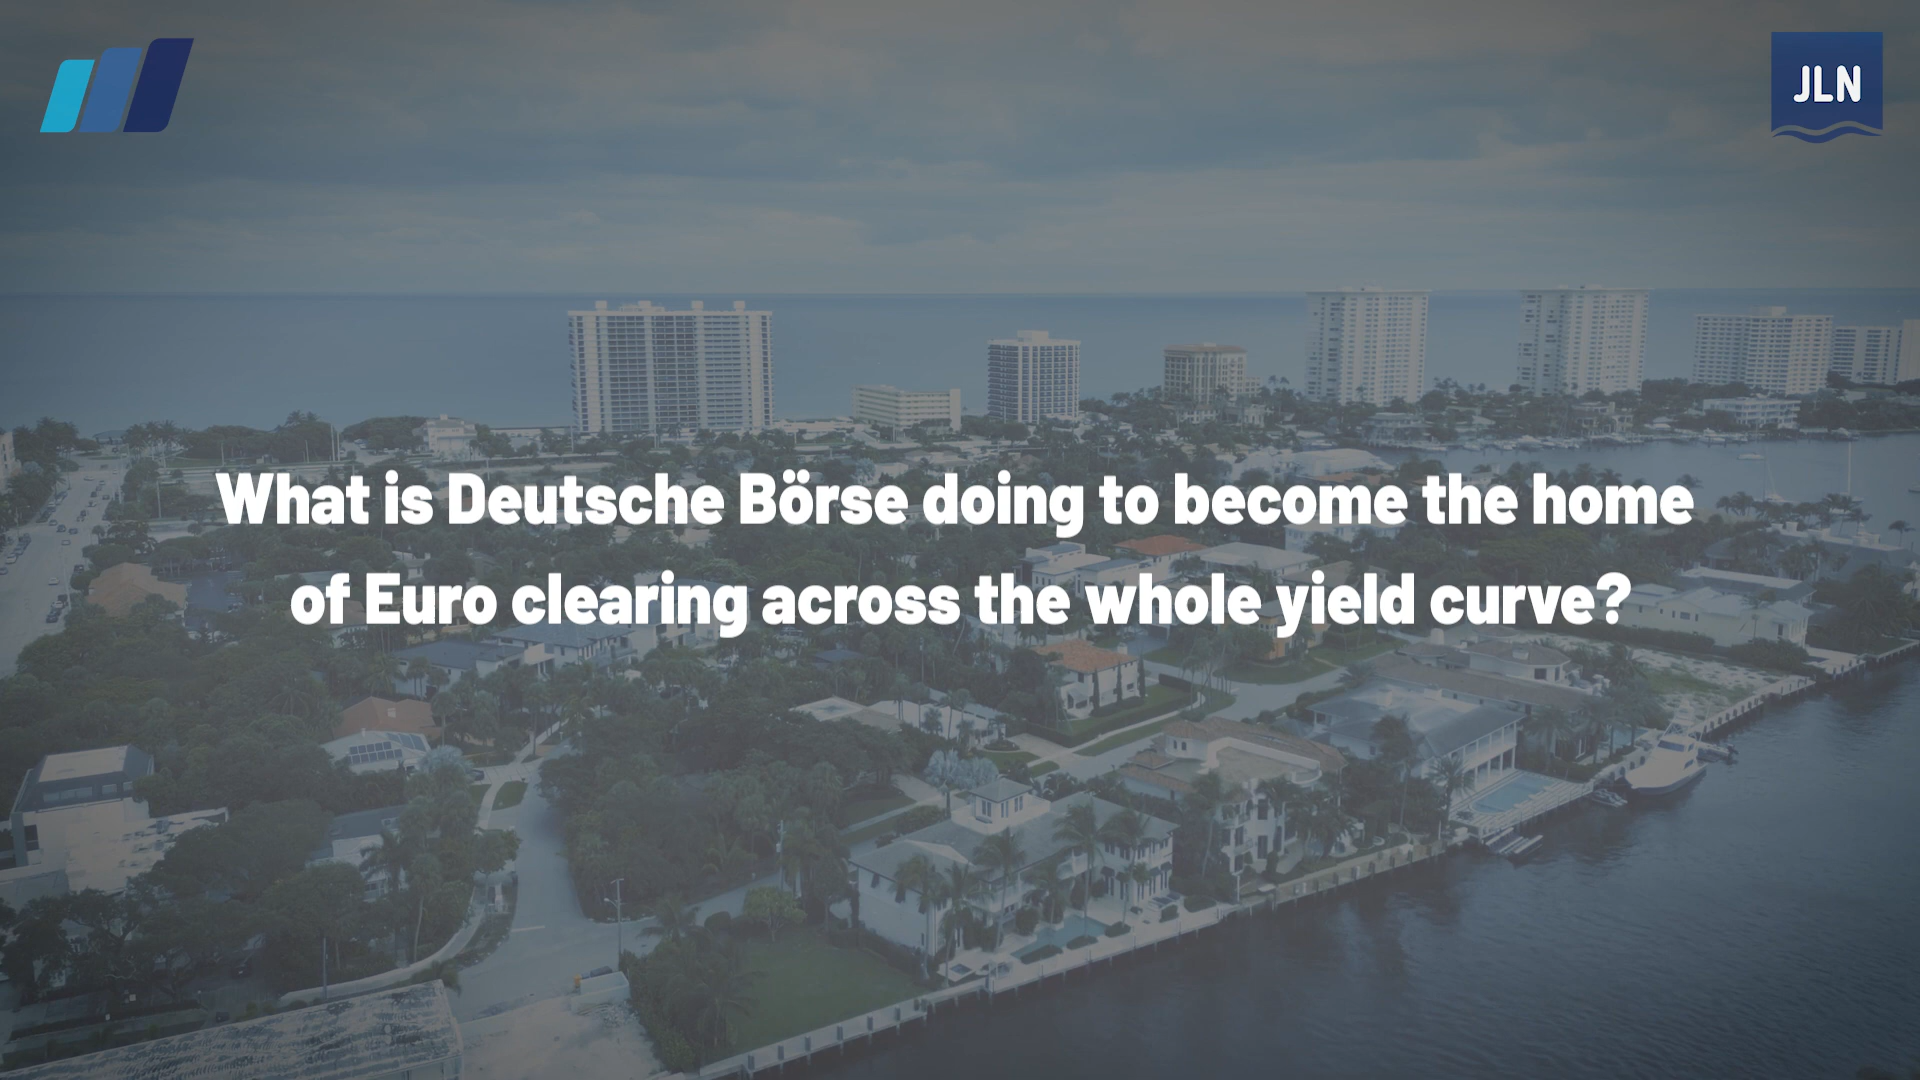 JLN
What is Deutsche Börse doing to become the home
of Euro clearing across the whole yield curve?